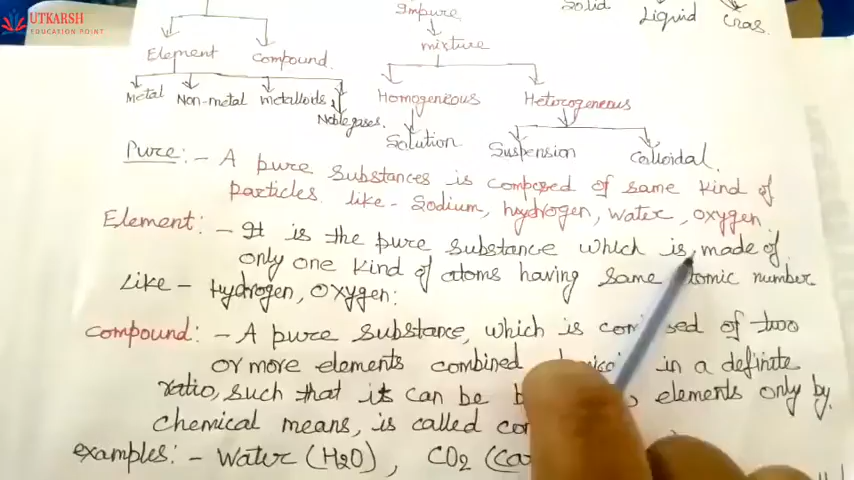 UTKARSH
EDUCATION POINT
Impure
Solid
Liquid
Gas.
Element
Compound.
mixture
Metal
Non-metal
metalloids
Noble gases.
Homogeneous
Heterogeneous
Solution
Suspension
Colloidal.
Pure: - A pure substances is composed of same kind of
particles. like - Sodium, hydrogen, water, oxygen.
Element: - It is the pure substance which is made of
only one kind of atoms having same atomic number
Like - Hydrogen, Oxygen:
Compound: - A pure substance, which is of two
or more elements combined in a definite
ratio, such that it can be elements only by
chemical means, is called
examples: - Water (H2O), CO2